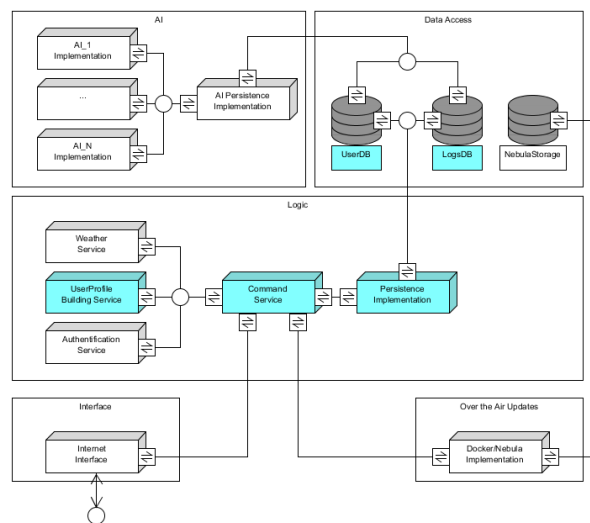 AI
AI_1
Implementation
...
AI_N
Implementation
AI Persistence
Implementation
Data Access
UserDB
LogsDB
NebulaStorage
Logic
Weather
Service
UserProfile
Building Service
Authentification
Service
Command
Service
Persistence
Implementation
Interface
Internet
Interface
Over the Air Updates
Docker/Nebula
Implementation